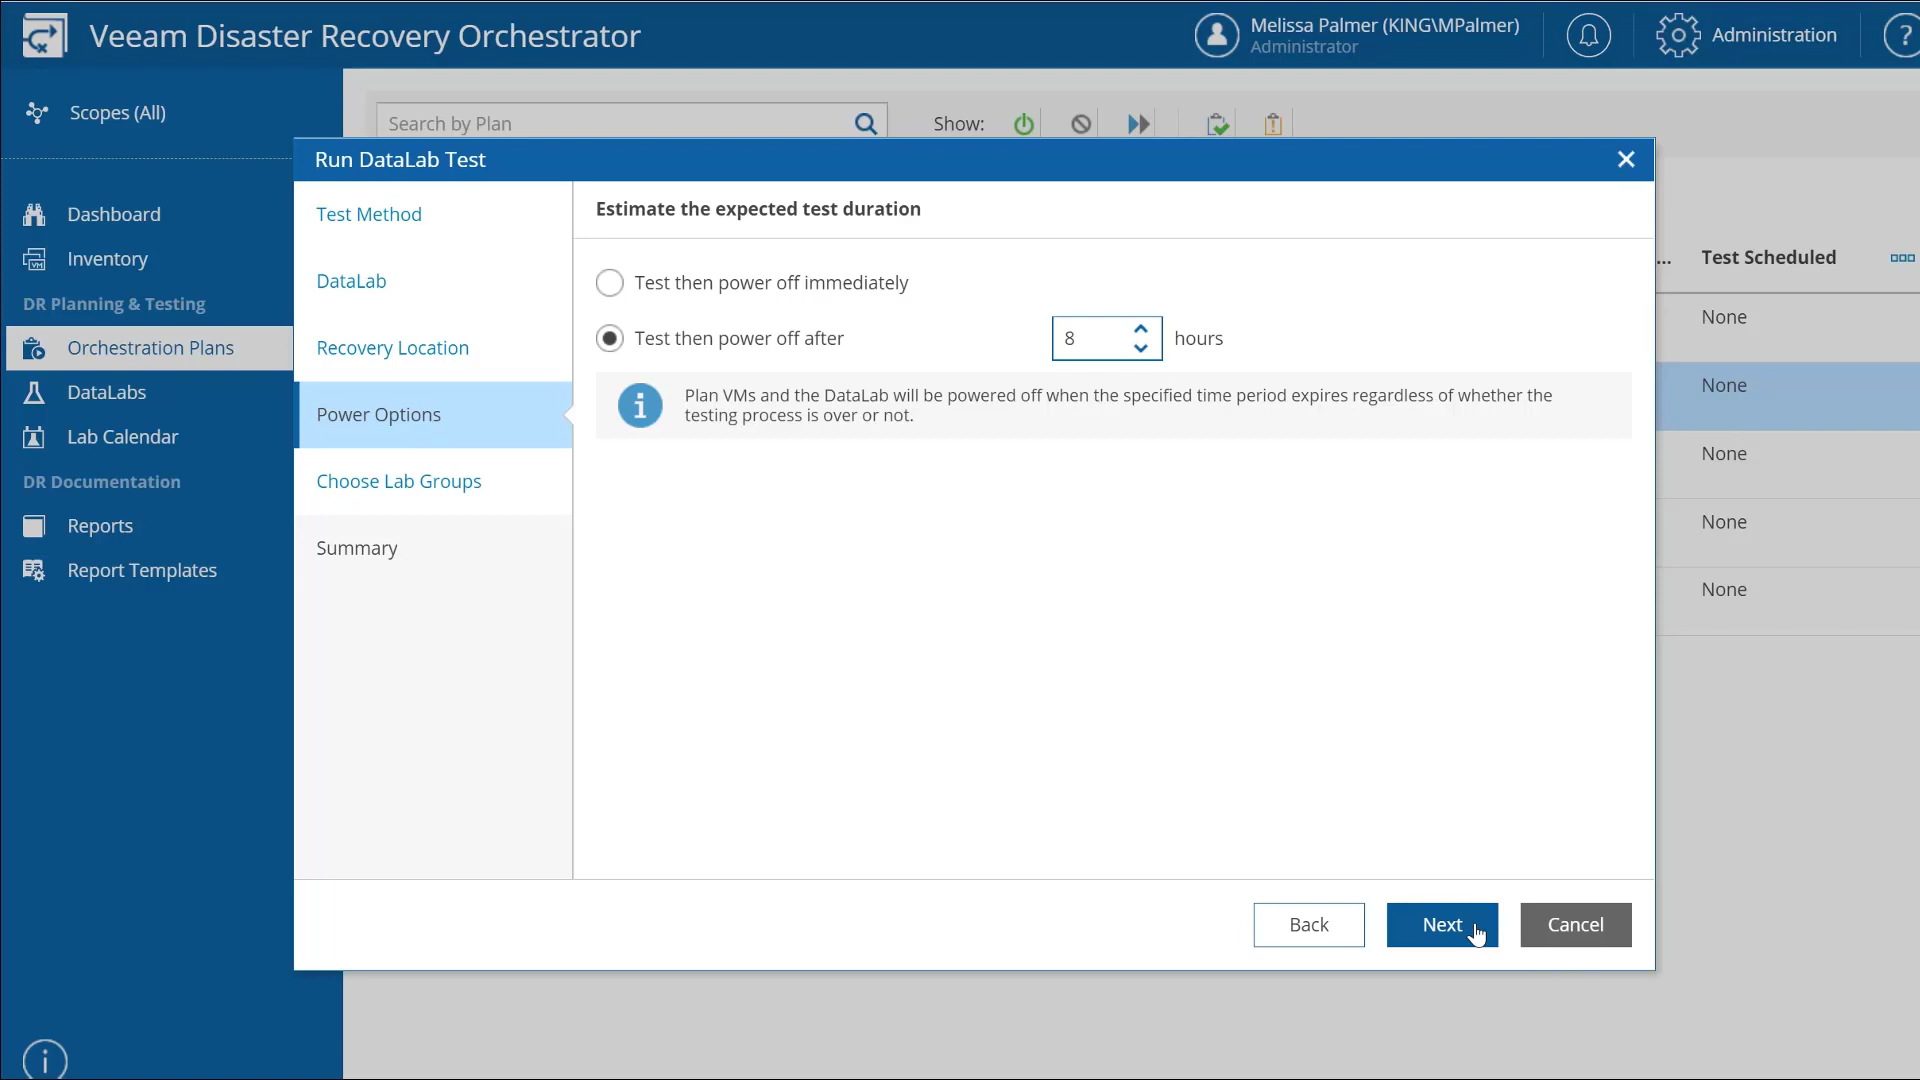 Veeam Disaster Recovery Orchestrator
Melissa Palmer (KING\MPalmer)
Administrator
Administration
?
Scopes (All)
Search by Plan
Show:
Run DataLab Test
Dashboard
Inventory
DR Planning & Testing
Orchestration Plans
DataLabs
Lab Calendar
DR Documentation
Reports
Report Templates
Test Method
DataLab
Recovery Location
Power Options
Choose Lab Groups
Summary
Estimate the expected test duration
Test then power off immediately
Test then power off after
8
hours
Plan VMs and the DataLab will be powered off when the specified time period expires regardless of whether the
testing process is over or not.
Back
Next
Cancel
...
Test Scheduled
None
None
None
None
None